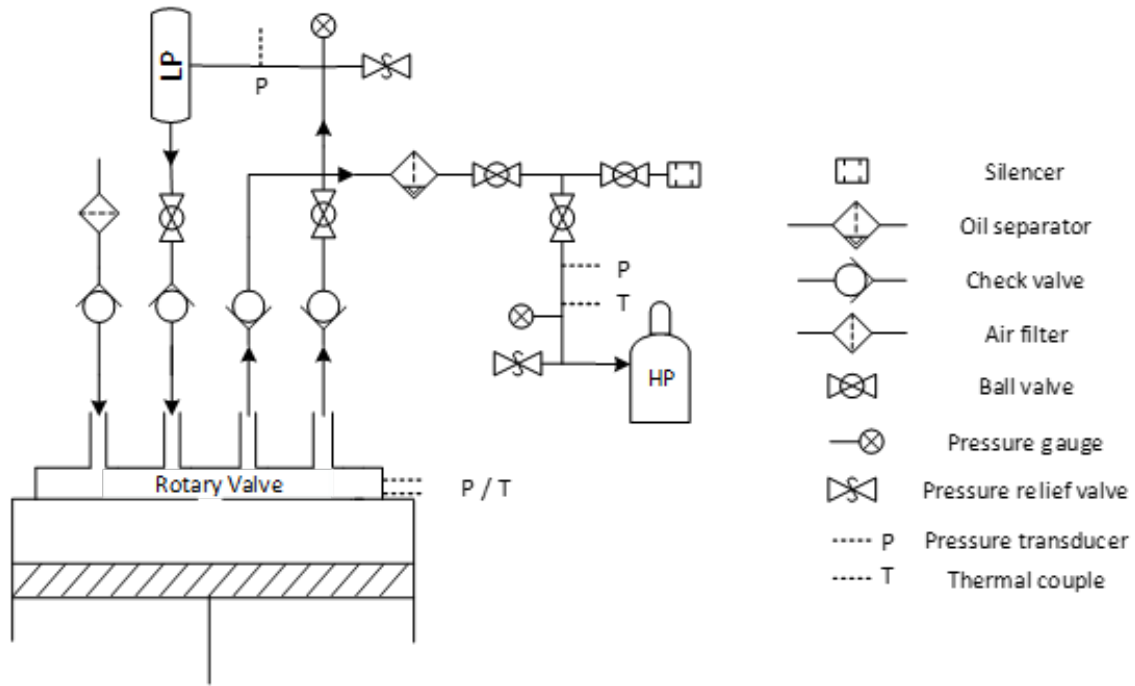 LP
P
P
T
HP
Rotary Valve
P / T
Silencer
Oil separator
Check valve
Air filter
Ball valve
Pressure gauge
Pressure relief valve
P Pressure transducer
T Thermal couple